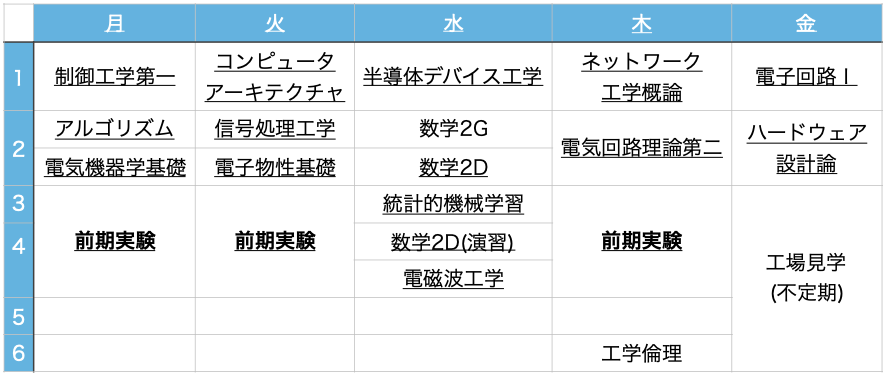 月 火 水 木 金
1 制御工学第一 コンピュータ 半導体デバイス工学 ネットワーク 電子回路Ⅰ
アーキテクチャ 工学概論
2 アルゴリズム 信号処理工学 数学2G 電気回路理論第二 ハードウェア
電気機器学基礎 電子物性基礎 数学2D 設計論
3 統計的機械学習
4 前期実験 前期実験 数学2D(演習) 前期実験 工場見学
電磁波工学 (不定期)
5
6 工学倫理